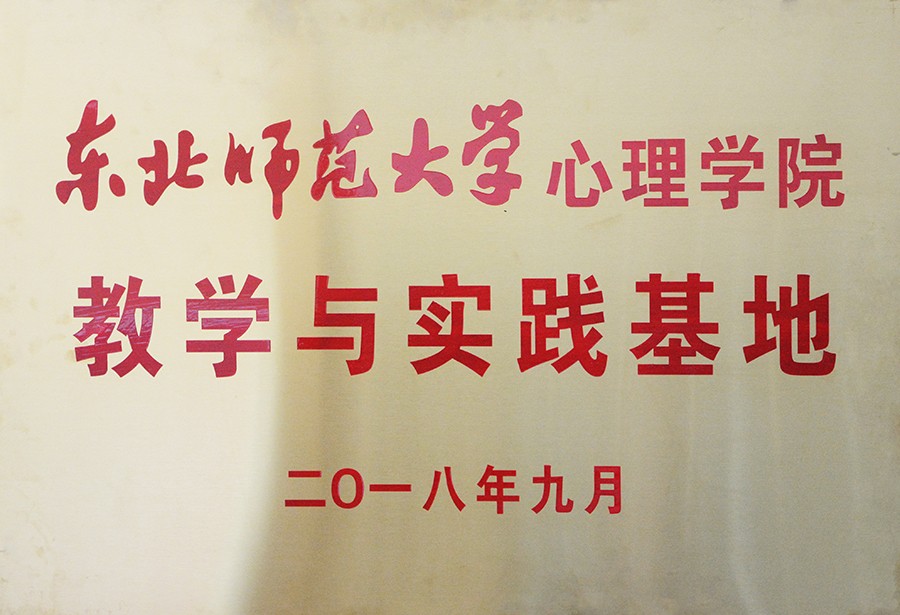 东北师范大学心理学院
教学与实践基地
二〇一八年九月